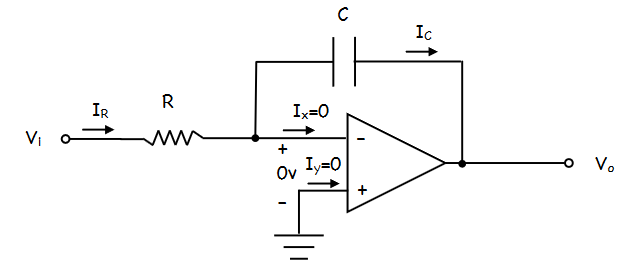 C
I_C
I_R
R
I_x=0
V_I
-
+
0v
I_y=0
+
-
V_o